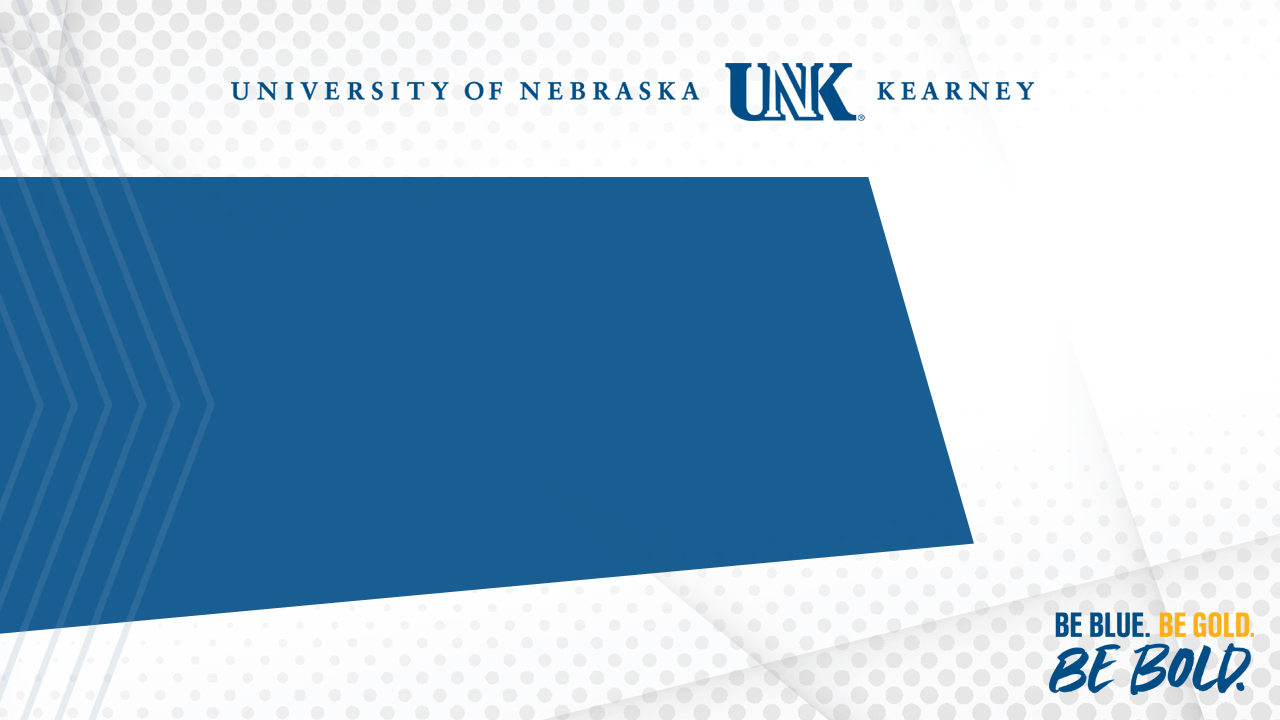 UNIVERSITY OF NEBRASKA UNK® KEARNEY
BE BLUE. BE GOLD.
BE BOLD.